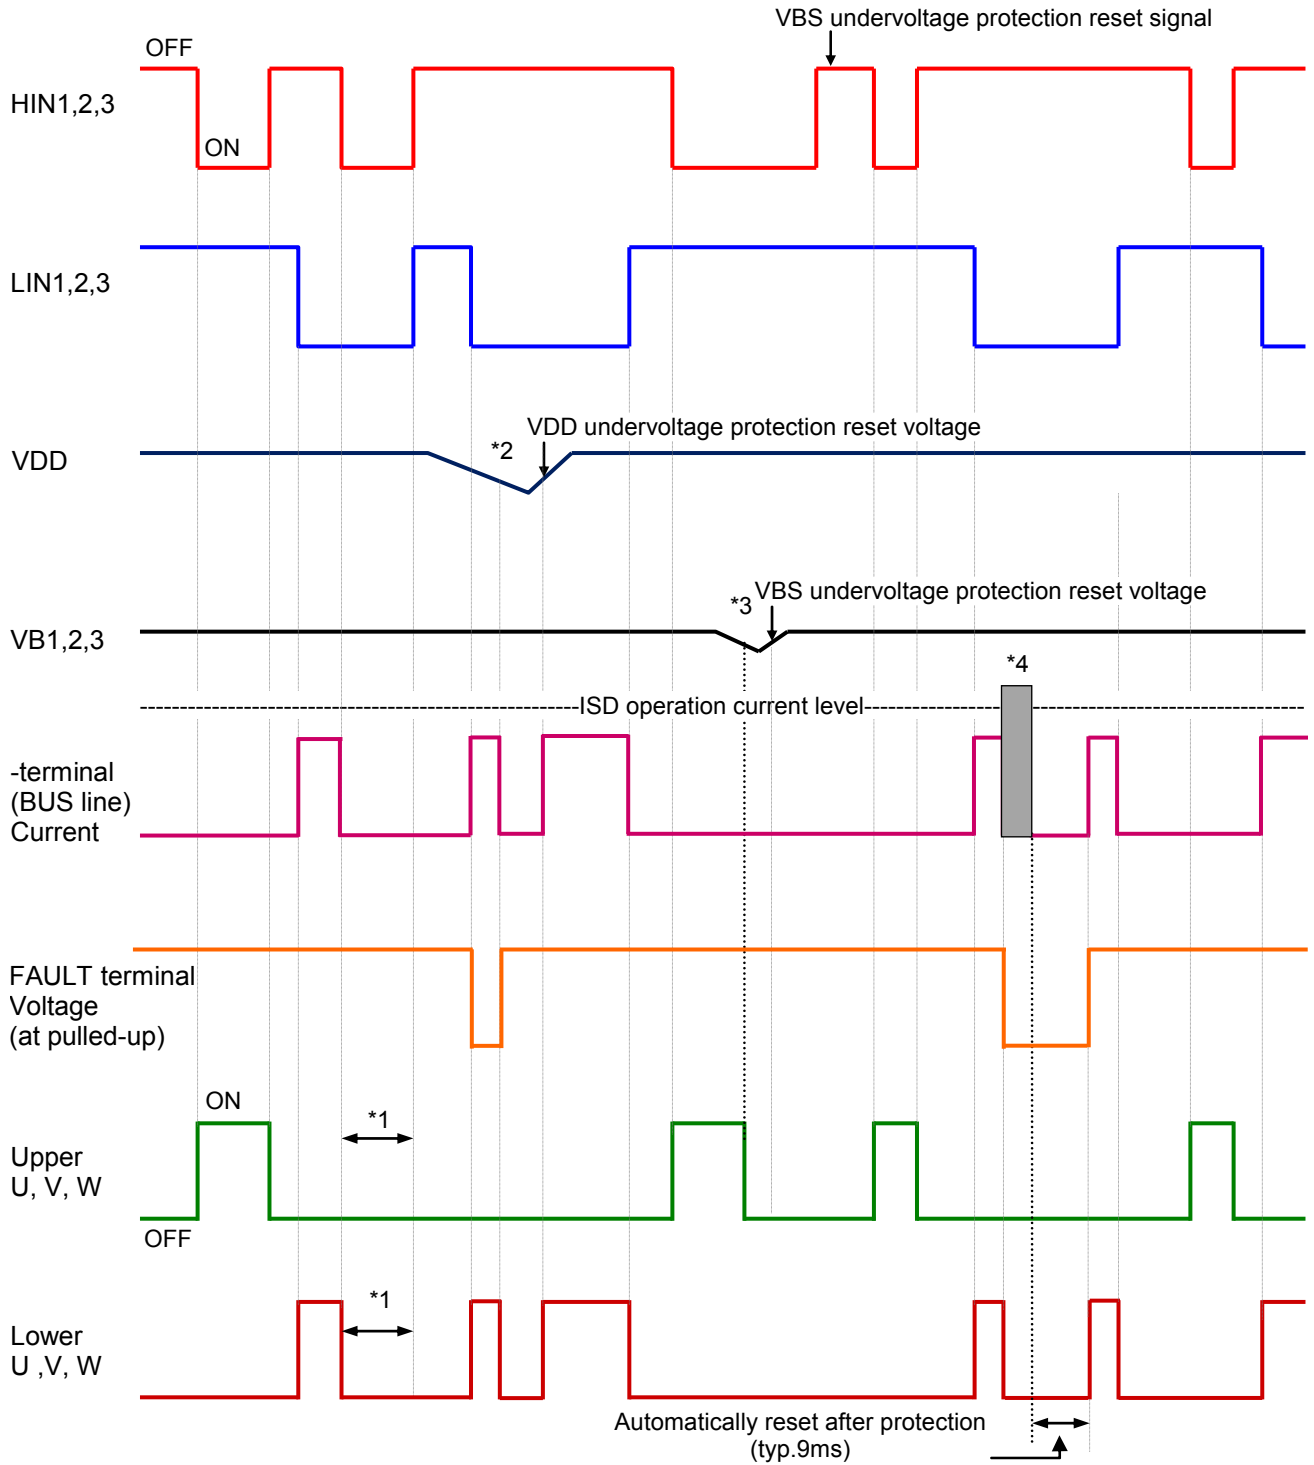 VBS undervoltage protection reset signal
OFF
HIN1,2,3
ON
LIN1,2,3
VDD undervoltage protection reset voltage
*2
VDD
VBS undervoltage protection reset voltage
*3
VB1,2,3
*4
ISD operation current level
-terminal
(BUS line)
Current
FAULT terminal
Voltage
(at pulled-up)
ON
*1
Upper
U, V, W
OFF
*1
Lower
U ,V, W
Automatically reset after protection
(typ.9ms)